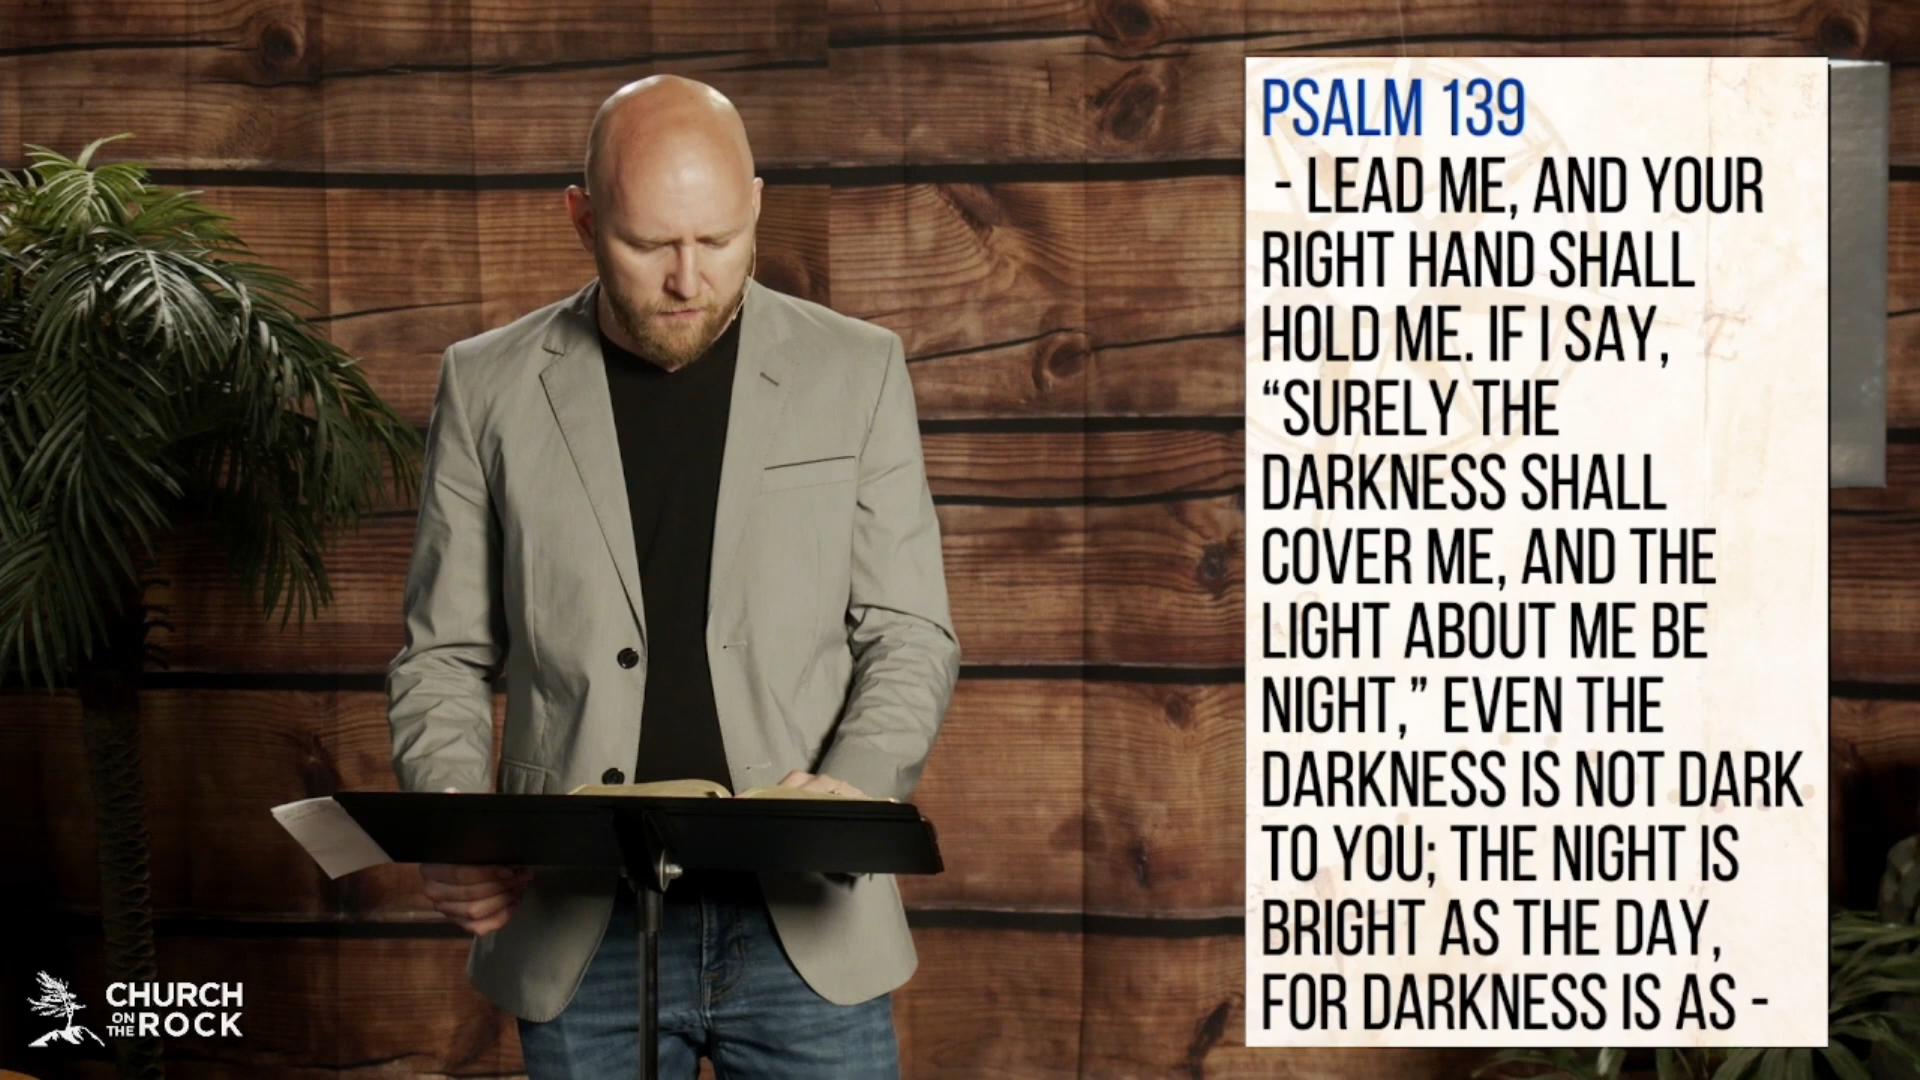 PSALM 139
- LEAD ME, AND YOUR
RIGHT HAND SHALL
HOLD ME. IF I SAY,
“SURELY THE
DARKNESS SHALL
COVER ME, AND THE
LIGHT ABOUT ME BE
NIGHT,” EVEN THE
DARKNESS IS NOT DARK
TO YOU; THE NIGHT IS
BRIGHT AS THE DAY,
FOR DARKNESS IS AS -
CHURCH
ON
THE ROCK